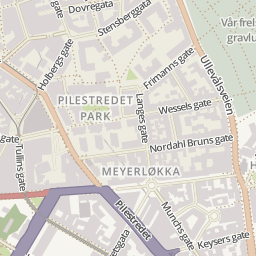 Dovregata
Stensberggata
Vår frel
gravlu
Holbergs gate
Frimanns gate
Ullevålsveien
PILESTREDET
PARK
Langes gate
Wessels gate
Nordahl Bruns gate
Tullins gate
MEYERLØKKA
Pilestredet
Munchs gate
Keysers gate